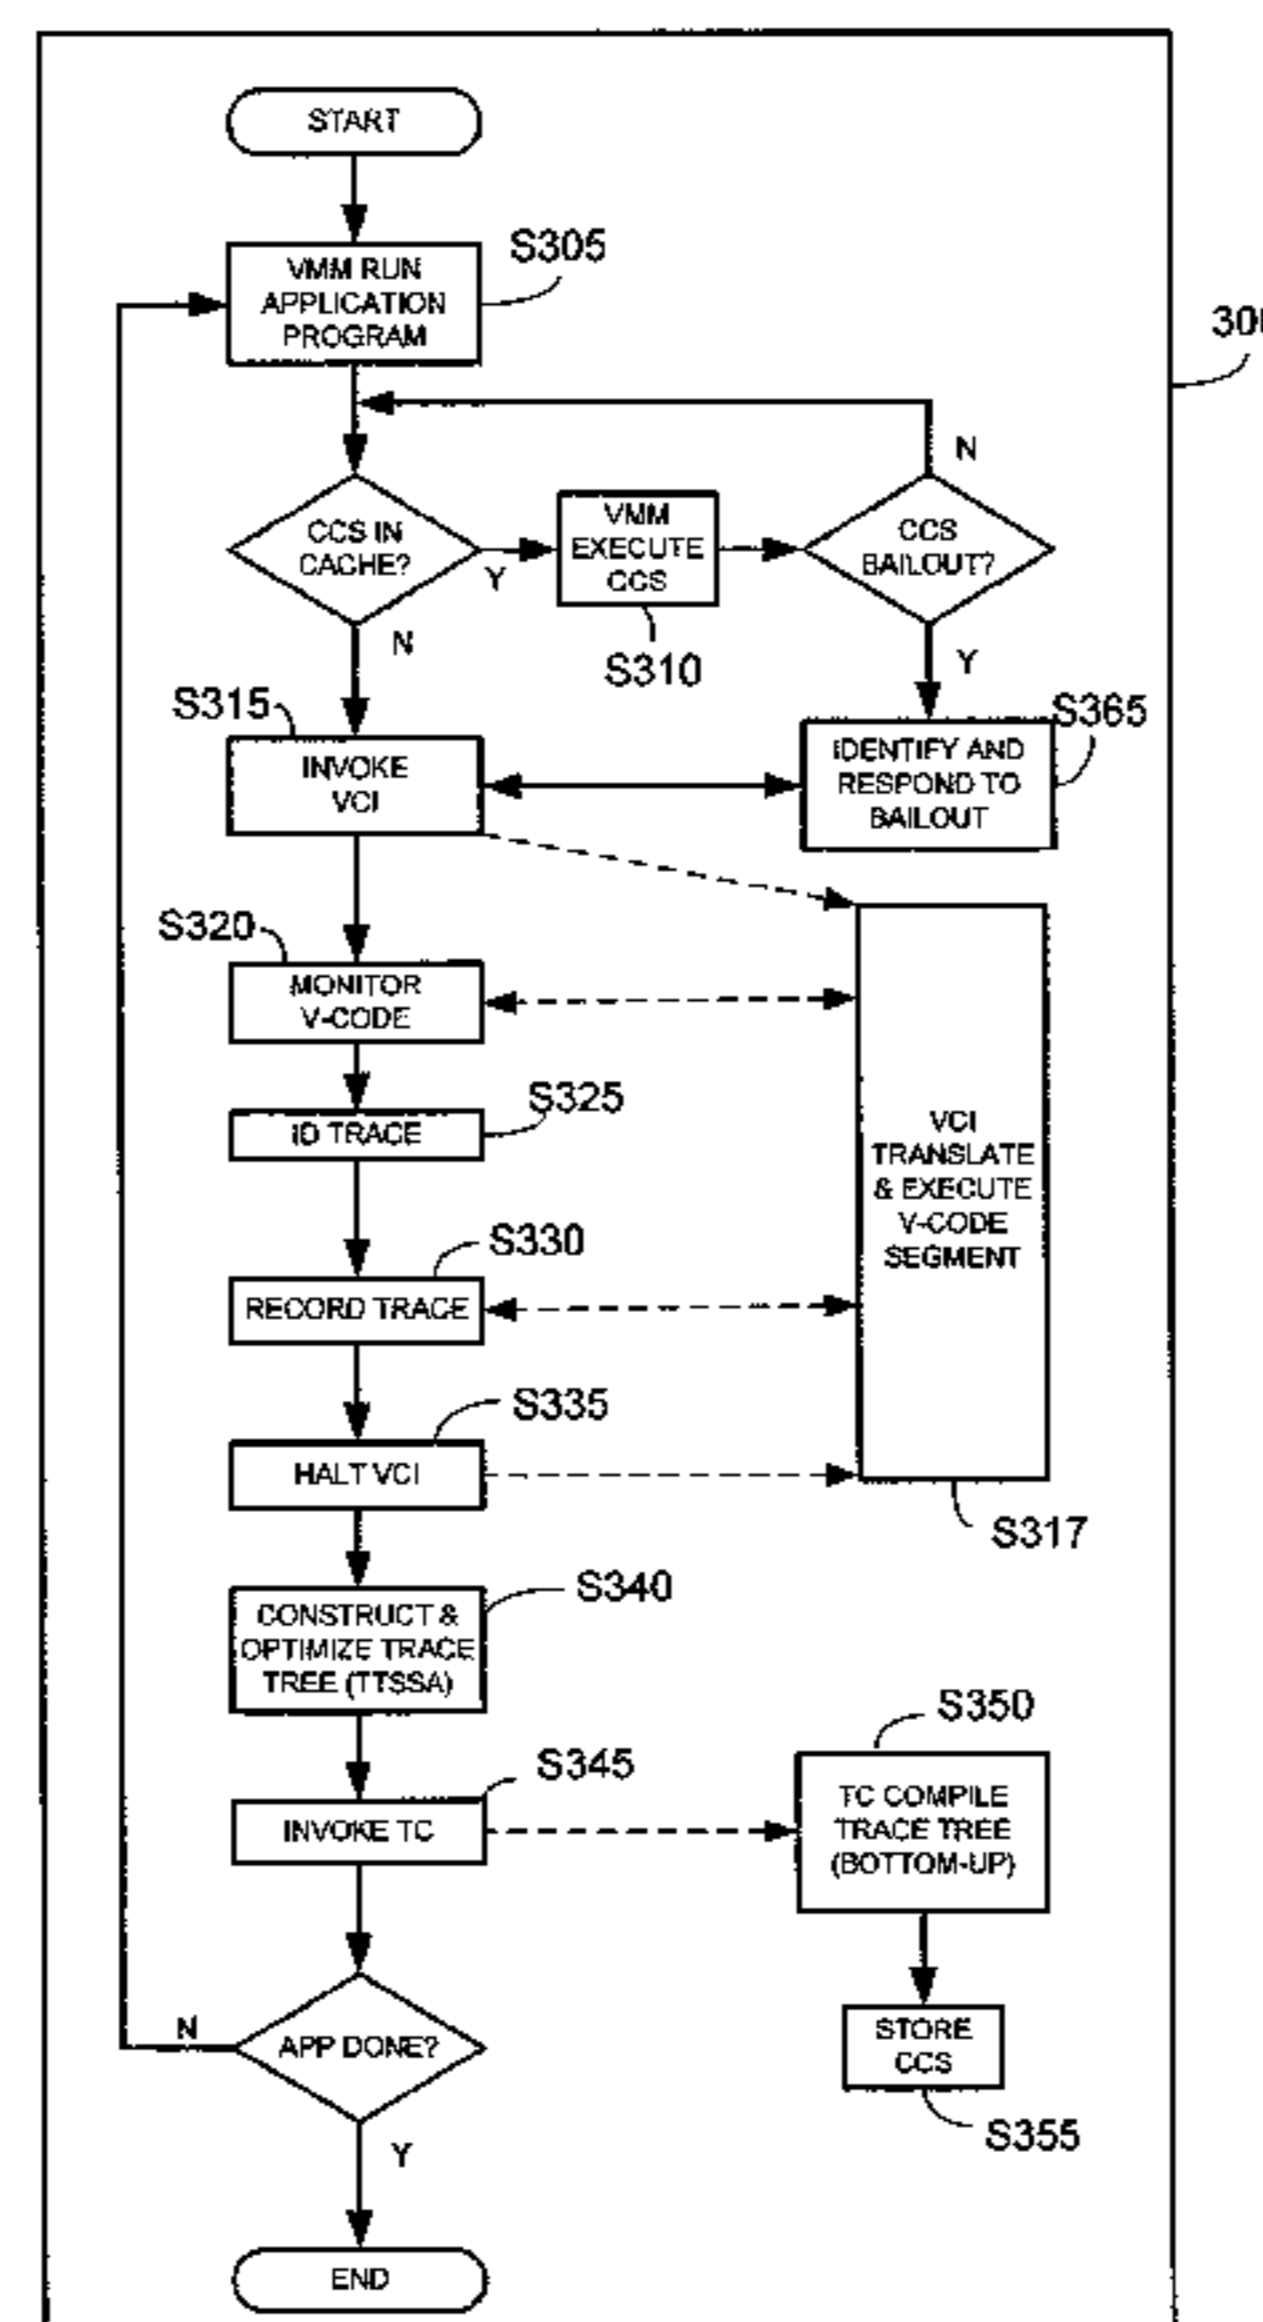 START
VMM RUN
APPLICATION
PROGRAM
S305
CCS IN
CACHE?
Y
N
VMM
EXECUTE
CCS
S310
CCS
BAILOUT?
N
Y
S315
INVOKE
VCI
S365
IDENTIFY AND
RESPOND TO
BAILOUT
S320
MONITOR
V-CODE
S325
ID TRACE
VCI
TRANSLATE
& EXECUTE
V-CODE
SEGMENT
S330
RECORD TRACE
S335
HALT VCI
S317
S340
CONSTRUCT &
OPTIMIZE TRACE
TREE (TTSSA)
S345
INVOKE TC
S350
TC COMPILE
TRACE TREE
(BOTTOM-UP)
STORE
CCS
S355
APP DONE?
N
Y
END